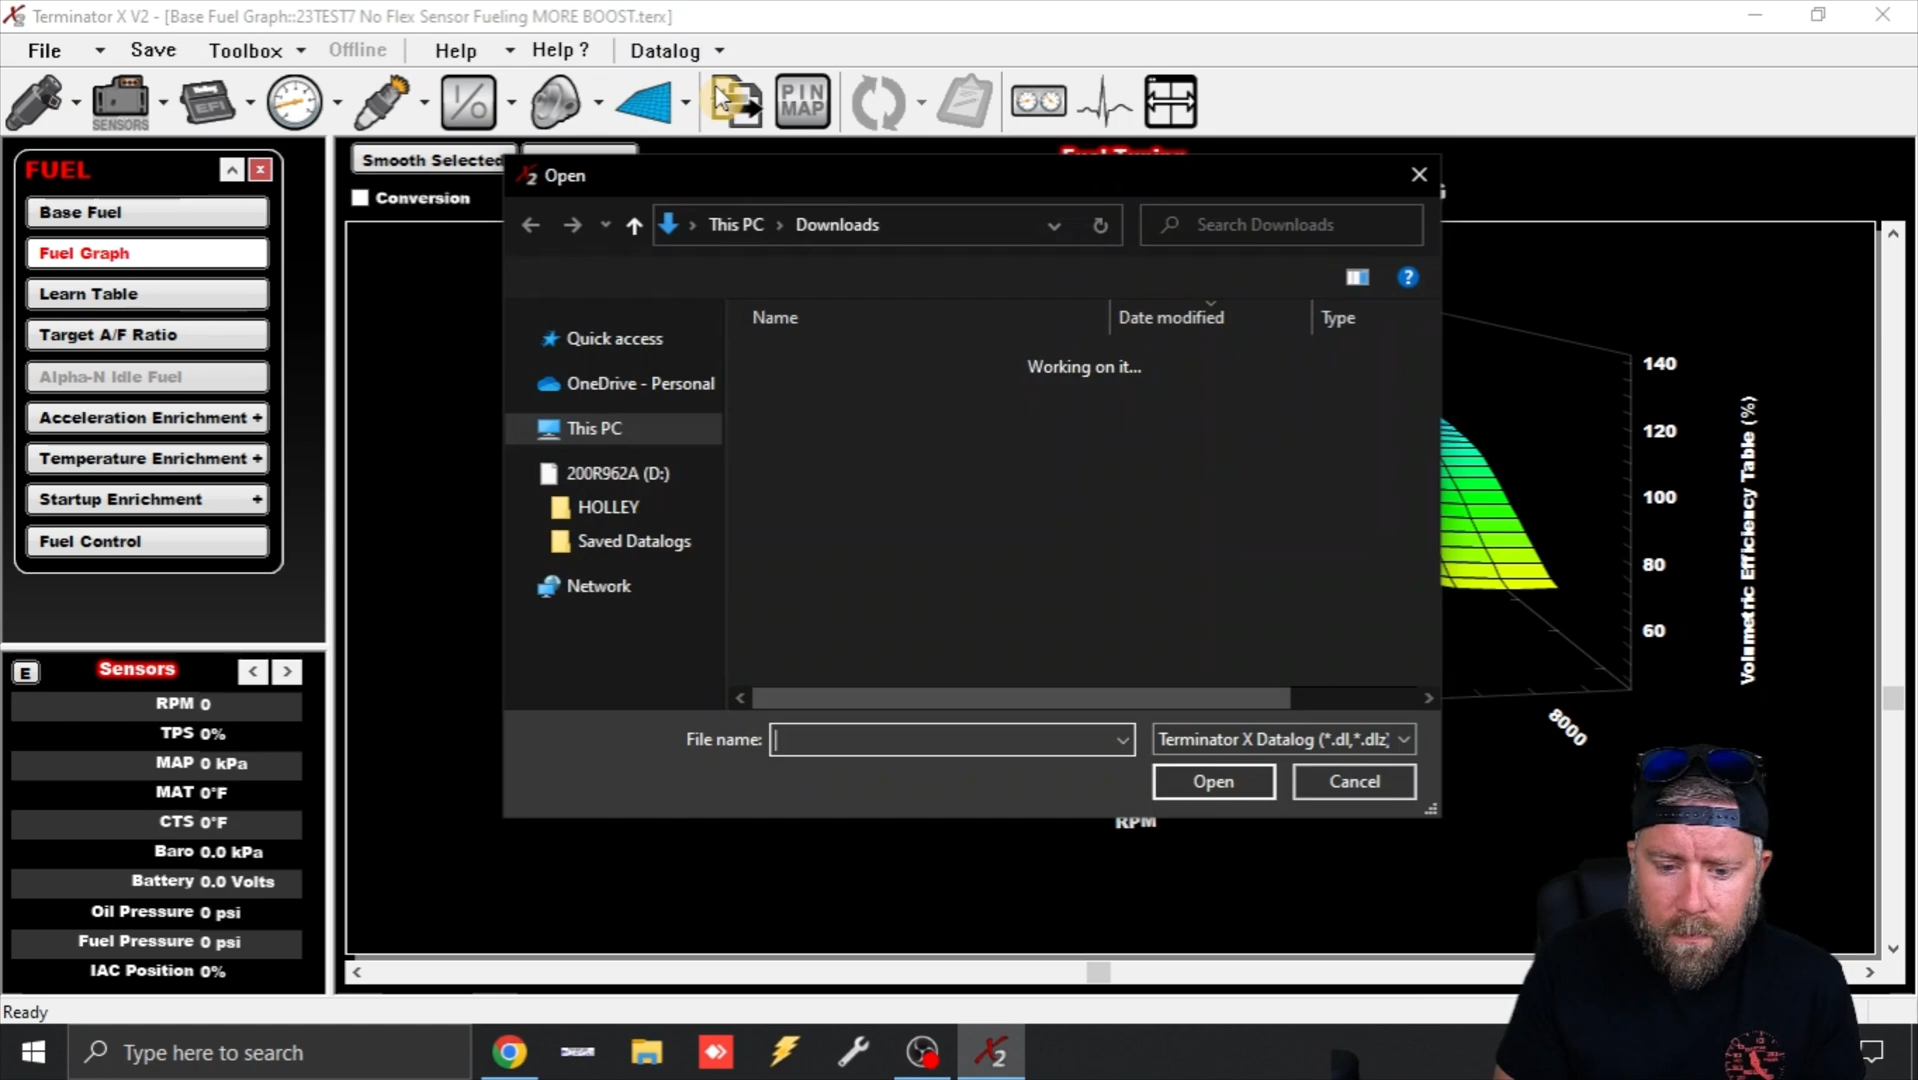 Terminator X V2 - [Base Fuel Graph::23TEST7 No Flex Sensor Fueling MORE BOOST.terx]
File Save Toolbox Offline Help Help ? Datalog
SENSORS
EFI
1/0
PIN MAP
FUEL
Base Fuel
Fuel Graph
Learn Table
Target A/F Ratio
Alpha-N Idle Fuel
Acceleration Enrichment +
Temperature Enrichment +
Startup Enrichment +
Fuel Control
E Sensors < >
RPM 0
TPS 0%
MAP 0 kPa
MAT 0°F
CTS 0°F
Baro 0.0 kPa
Battery 0.0 Volts
Oil Pressure 0 psi
Fuel Pressure 0 psi
IAC Position 0%
Smooth Selected
Conversion
Open
This PC > Downloads
Search Downloads
Name Date modified Type
Working on it...
Quick access
OneDrive - Personal
This PC
200R962A (D:)
HOLLEY
Saved Datalogs
Network
File name:
Terminator X Datalog (*.dl,*.dlz)
Open Cancel
140
120
100
80
60
Volumetric Efficiency Table (%)
8000
RPM
Ready
Type here to search